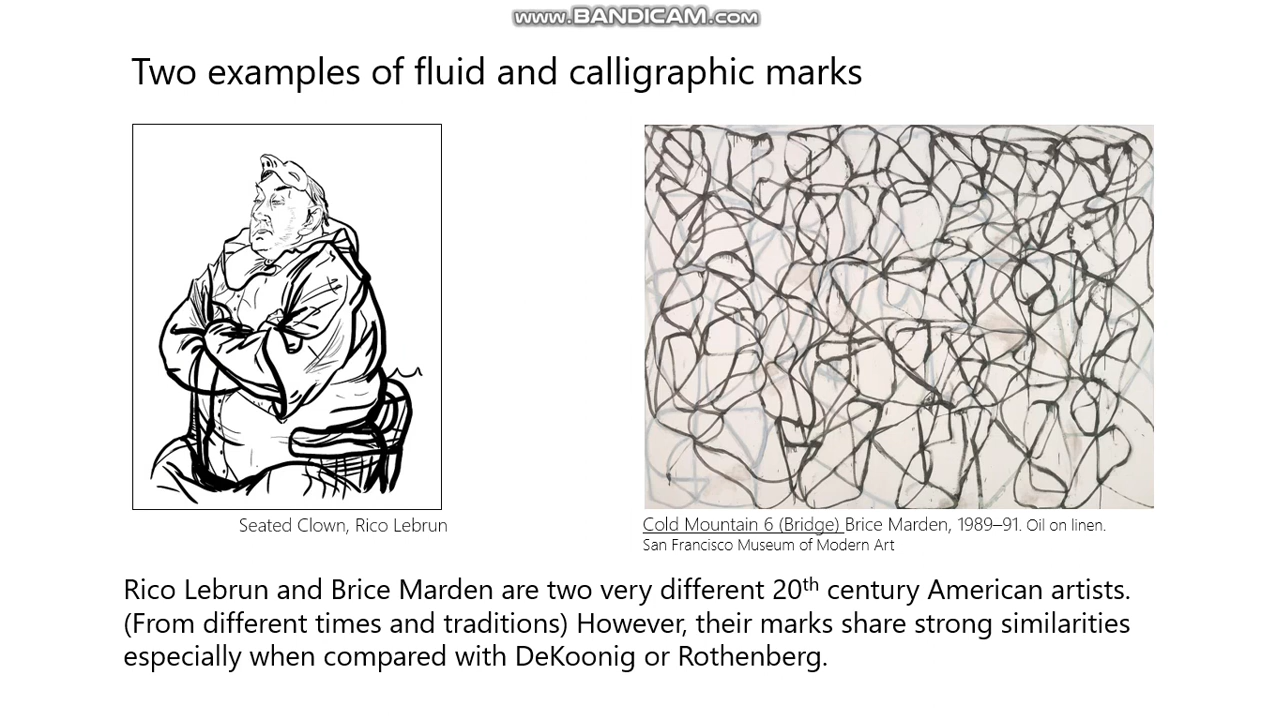 www.BANDICAM.com
Two examples of fluid and calligraphic marks
Seated Clown, Rico Lebrun
Cold Mountain 6 (Bridge) Brice Marden, 1989–91. Oil on linen.
San Francisco Museum of Modern Art
Rico Lebrun and Brice Marden are two very different 20th century American artists.
(From different times and traditions) However, their marks share strong similarities
especially when compared with DeKoonig or Rothenberg.